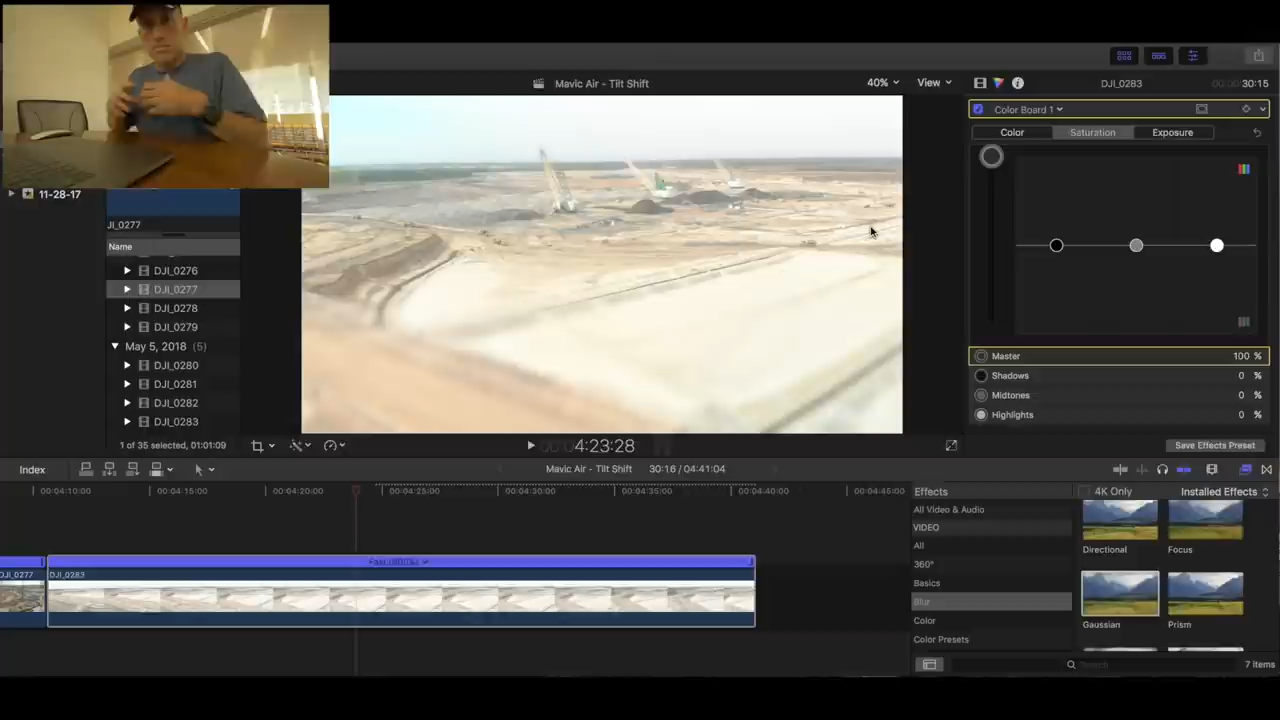 Mavic Air - Tilt Shift
40%
View
DJI_0283
30:15
Color Board 1
Color
Saturation
Exposure
11-28-17
JI_0277
Name
DJI_0276
DJI_0277
DJI_0278
DJI_0279
May 5, 2018 (5)
DJI_0280
DJI_0281
DJI_0282
DJI_0283
Master 100 %
Shadows 0 %
Midtones 0 %
Highlights 0 %
1 of 35 selected, 01:01:09
4:23:28
Save Effects Preset
Index
Mavic Air - Tilt Shift
30:16 / 04:41:04
00:04:10:00
00:04:15:00
00:04:20:00
00:04:25:00
00:04:30:00
00:04:35:00
00:04:40:00
00:04:45:00
Effects
4K Only
Installed Effects
All Video & Audio
VIDEO
All
360°
Basics
Blur
Color
Color Presets
Directional
Focus
Gaussian
Prism
DJI_0277
DJI_0283
Search
7 items